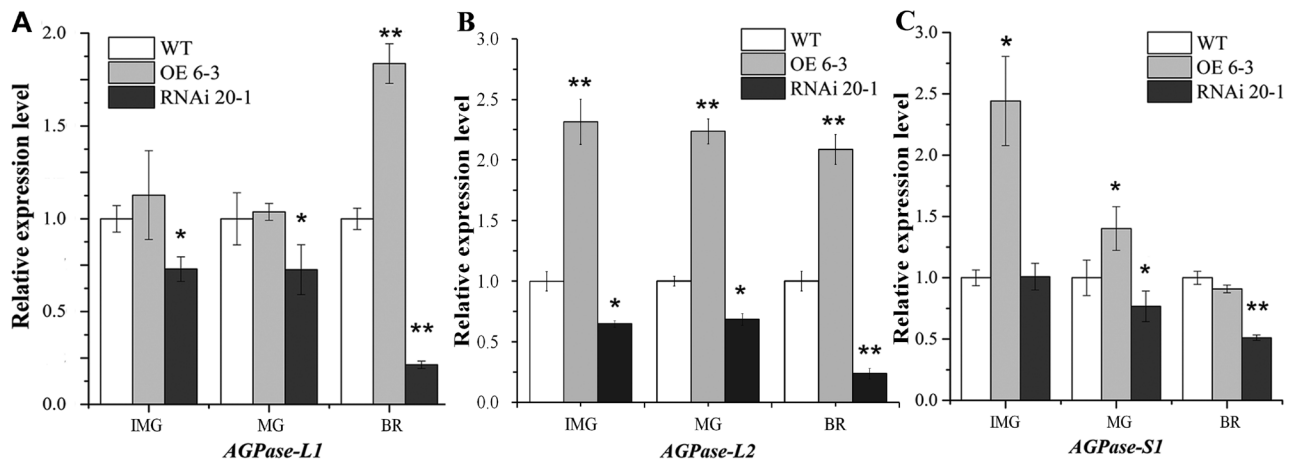 A
Relative expression level
2.0
1.5
1.0
0.5
0.0
WT
OE 6-3
RNAi 20-1
*
*
**
**
IMG
MG
BR
AGPase-L1
B
Relative expression level
3.0
2.5
2.0
1.5
1.0
0.5
0.0
WT
OE 6-3
RNAi 20-1
**
*
**
*
**
**
IMG
MG
BR
AGPase-L2
C
Relative expression level
3.0
2.5
2.0
1.5
1.0
0.5
0.0
WT
OE 6-3
RNAi 20-1
*
*
*
**
IMG
MG
BR
AGPase-S1